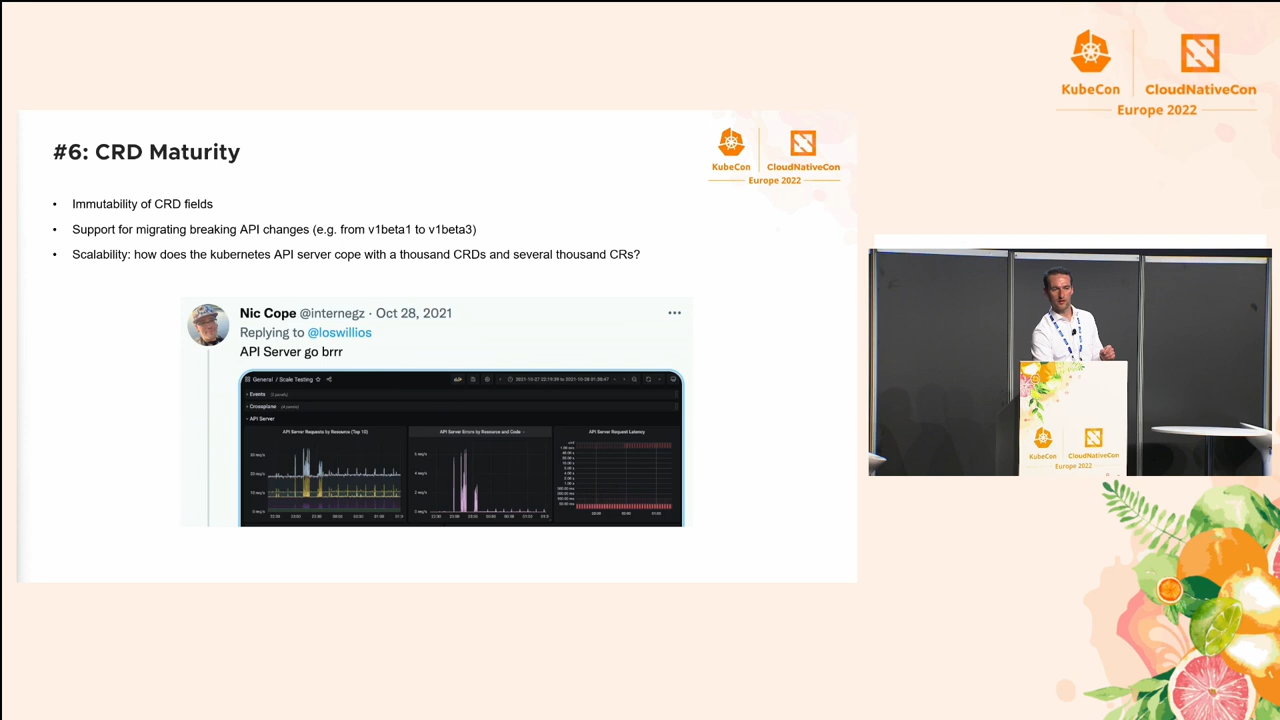 KubeCon
CloudNativeCon
Europe 2022
#6: CRD Maturity
KubeCon
CloudNativeCon
Europe 2022
• Immutability of CRD fields
• Support for migrating breaking API changes (e.g. from v1beta1 to v1beta3)
• Scalability: how does the kubernetes API server cope with a thousand CRDs and several thousand CRs?
Nic Cope @internegz · Oct 28, 2021
Replying to @loswillios
API Server go brrr
General / Scale Testing
Events
Crossplane
API Server
API Server Requests by Resource (Top 10)
API Server Errors by Resource and Code
API Server Request Latency
KubeCon
CloudNativeCon
Europe 2022